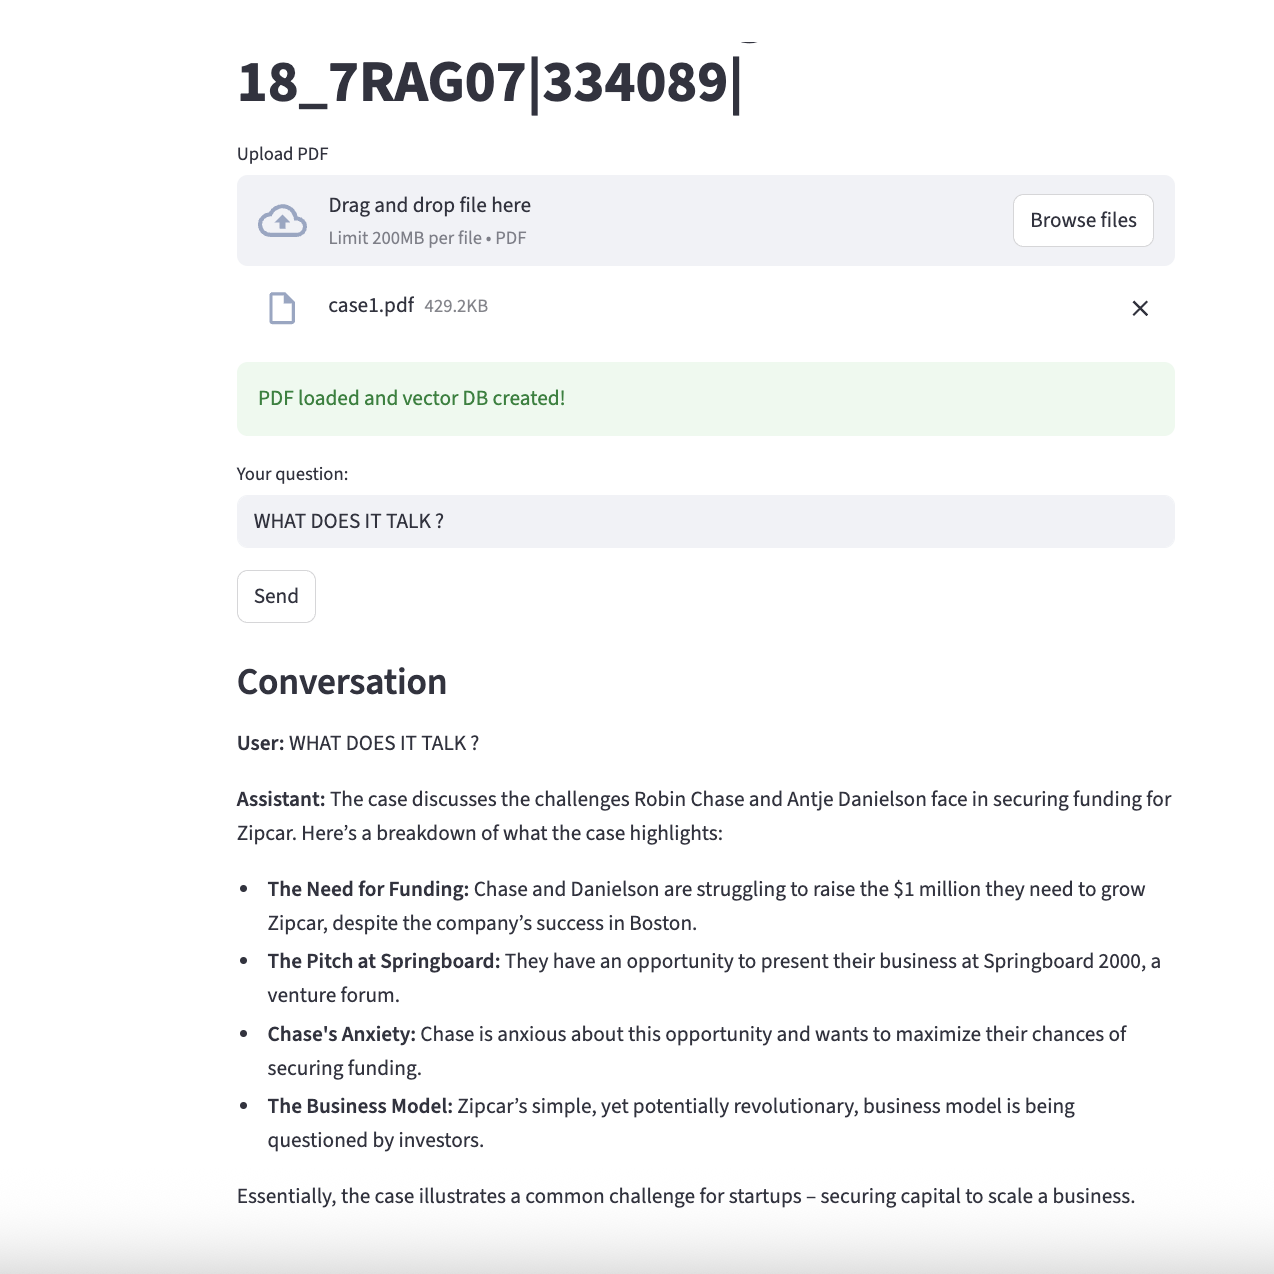 18_7RAG07|334089|
Upload PDF
Drag and drop file here
Limit 200MB per file • PDF
Browse files
case1.pdf 429.2KB
PDF loaded and vector DB created!
Your question:
WHAT DOES IT TALK ?
Send
Conversation
User: WHAT DOES IT TALK ?
Assistant: The case discusses the challenges Robin Chase and Antje Danielson face in securing funding for
Zipcar. Here’s a breakdown of what the case highlights:
• The Need for Funding: Chase and Danielson are struggling to raise the $1 million they need to grow
Zipcar, despite the company’s success in Boston.
• The Pitch at Springboard: They have an opportunity to present their business at Springboard 2000, a
venture forum.
• Chase's Anxiety: Chase is anxious about this opportunity and wants to maximize their chances of
securing funding.
• The Business Model: Zipcar’s simple, yet potentially revolutionary, business model is being
questioned by investors.
Essentially, the case illustrates a common challenge for startups – securing capital to scale a business.